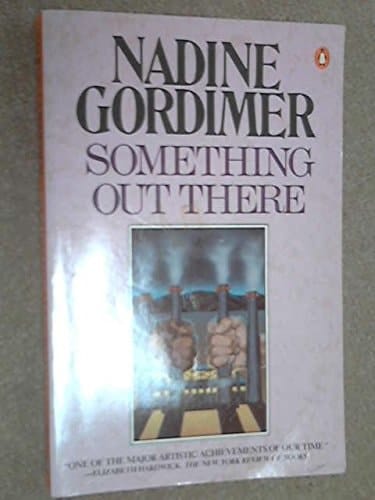 NADINE
GORDIMER
SOMETHING
OUT THERE
"ONE OF THE MAJOR ARTISTIC ACHIEVEMENTS OF OUR TIME."
—ELIZABETH HARDWICK, THE NEW YORK REVIEW OF BOOKS